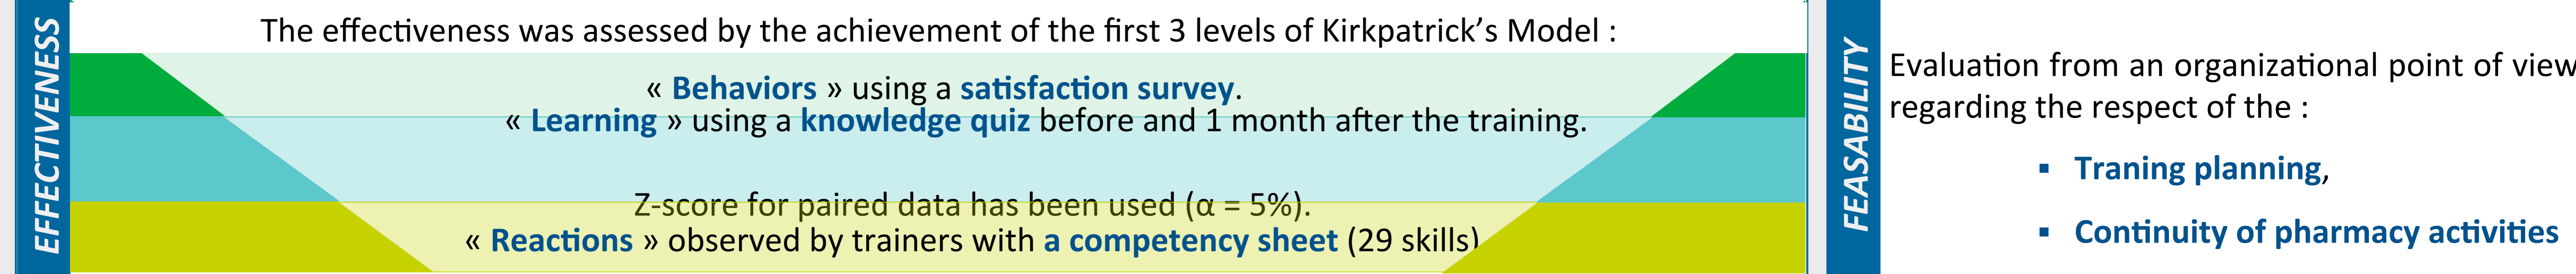 EFFECTIVENESS
The effectiveness was assessed by the achievement of the first 3 levels of Kirkpatrick's Model :
« Behaviors » using a satisfaction survey.
« Learning » using a knowledge quiz before and 1 month after the training.
Z-score for paired data has been used (α = 5%).
« Reactions » observed by trainers with a competency sheet (29 skills)
FEASABILITY
Evaluation from an organizational point of view
regarding the respect of the :
▪ Traning planning,
▪ Continuity of pharmacy activities